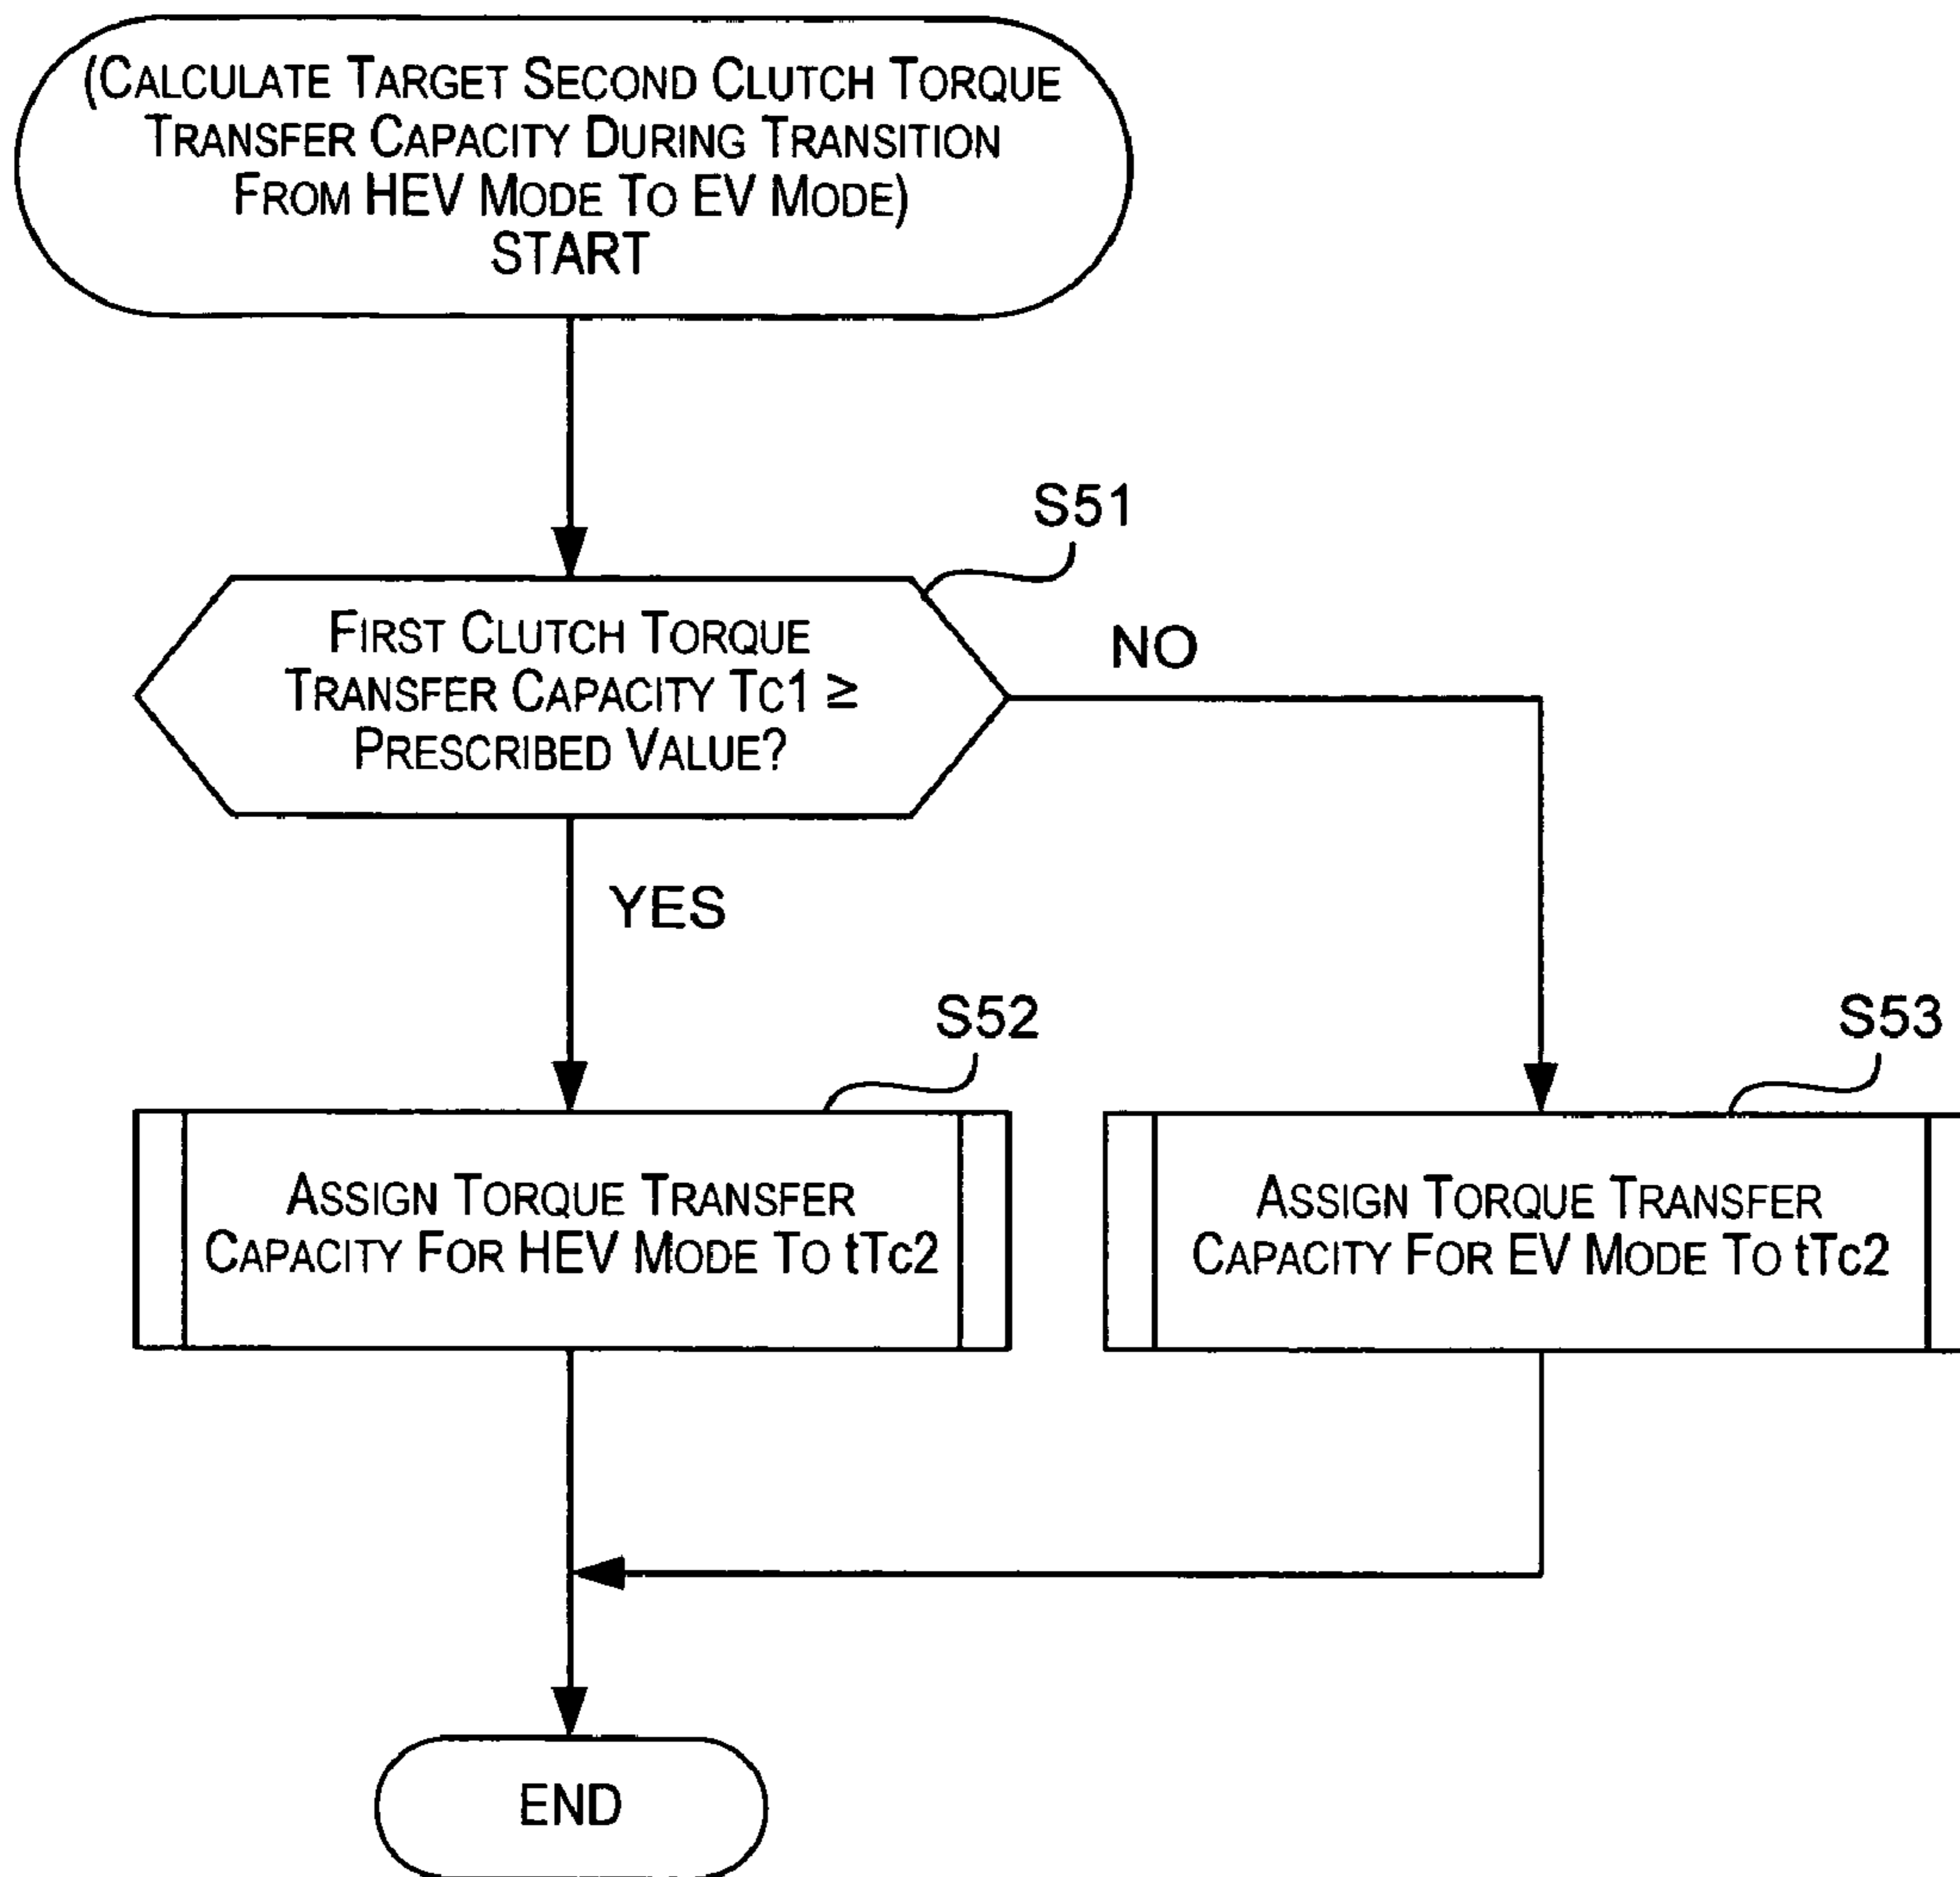 (CALCULATE TARGET SECOND CLUTCH TORQUE
TRANSFER CAPACITY DURING TRANSITION
FROM HEV MODE TO EV MODE)
START
S51
FIRST CLUTCH TORQUE
TRANSFER CAPACITY TC1 ≥
PRESCRIBED VALUE?
NO
YES
S52
S53
ASSIGN TORQUE TRANSFER
CAPACITY FOR HEV MODE TO tTc2
ASSIGN TORQUE TRANSFER
CAPACITY FOR EV MODE TO tTc2
END